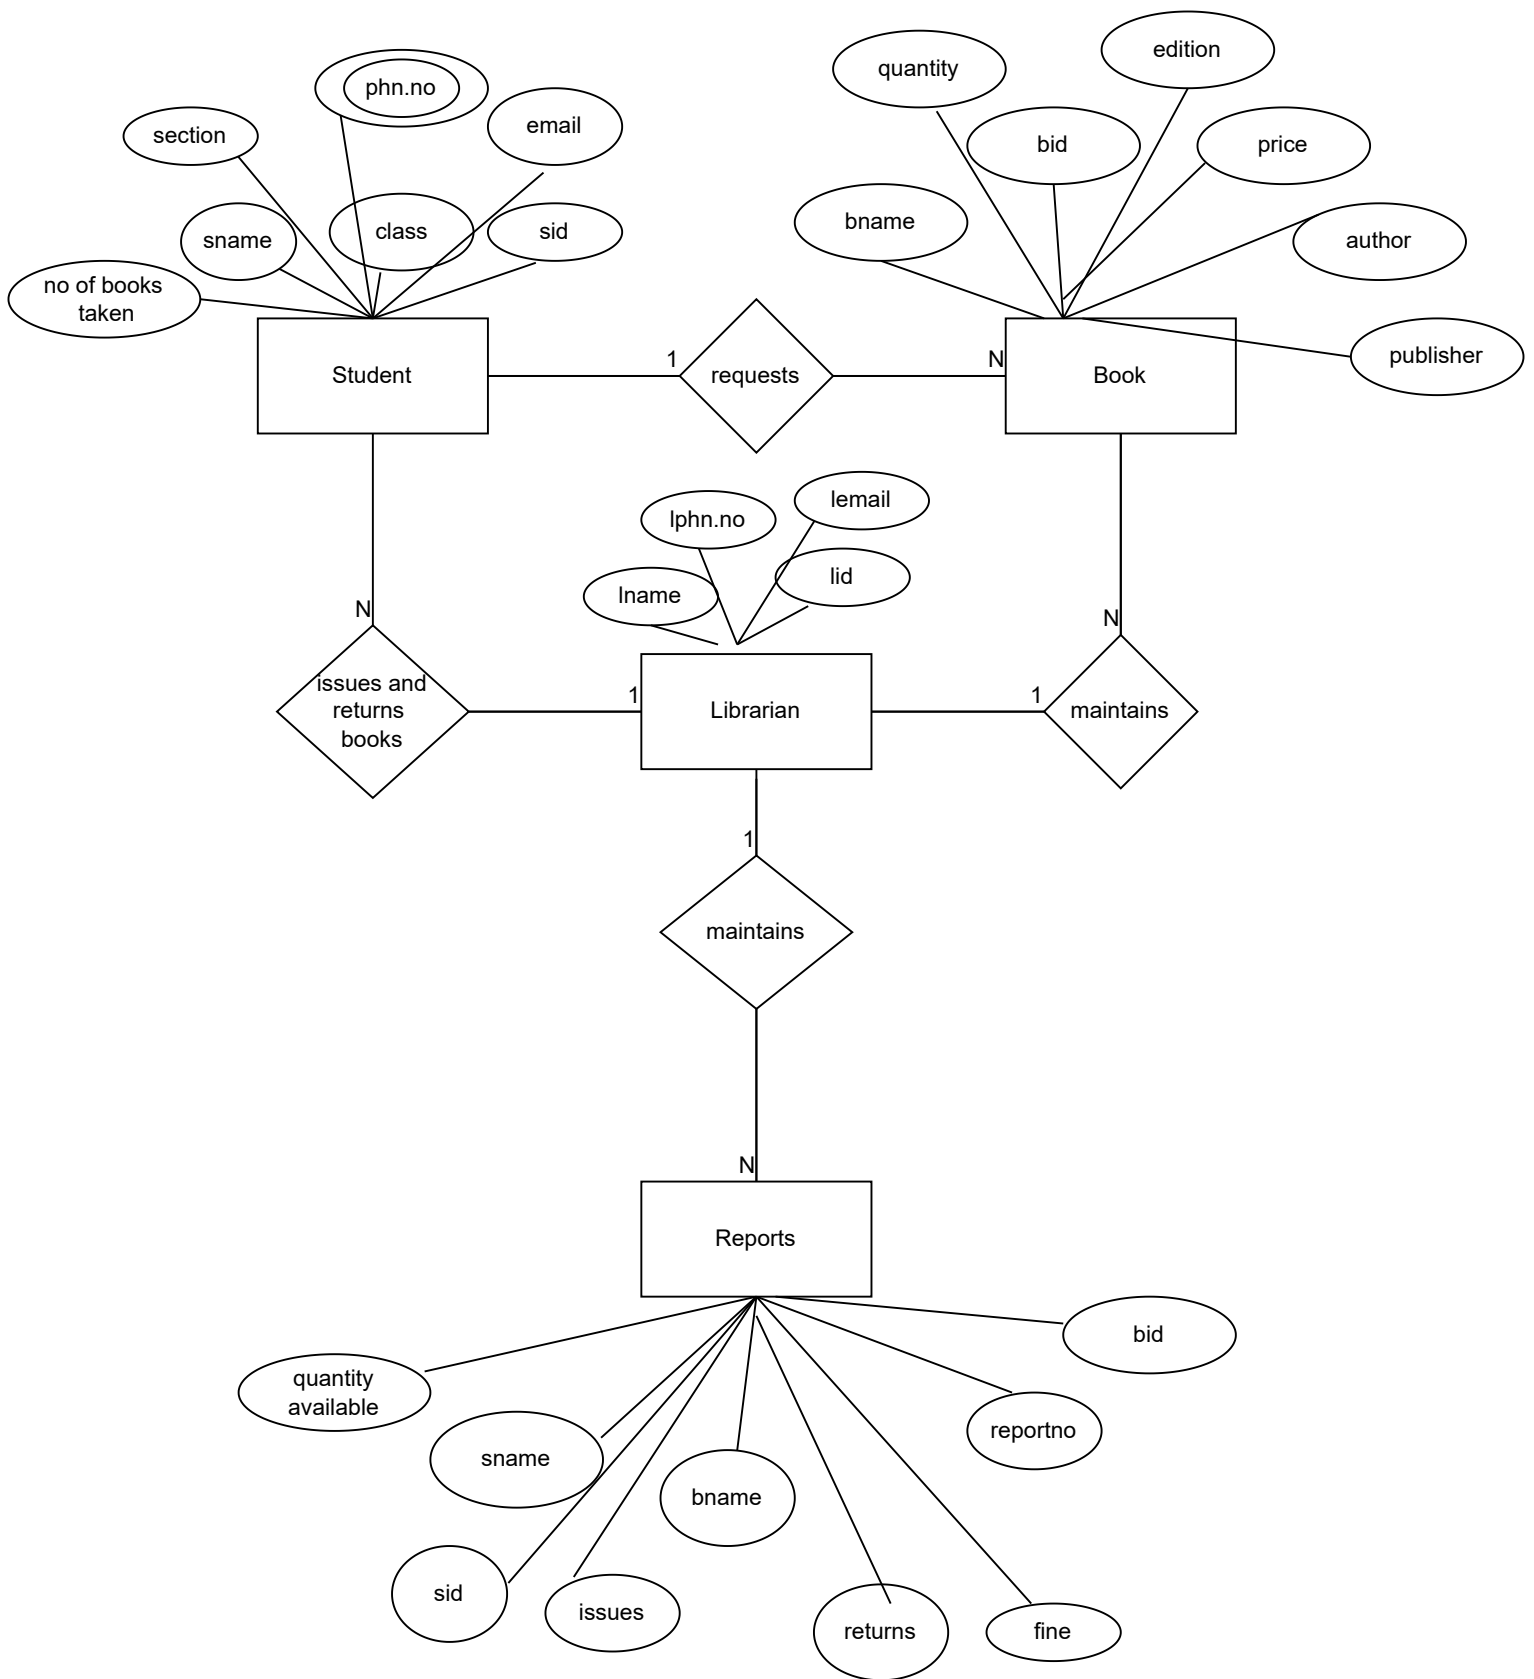 edition
quantity
phn.no
email
section
bid
price
bname
class
sid
sname
author
no of books
taken
publisher
Student
1
requests
N
Book
lemail
lphn.no
lid
lname
N
N
issues and
returns
books
1
Librarian
1
maintains
1
maintains
N
Reports
bid
quantity
available
reportno
sname
bname
sid
issues
returns
fine